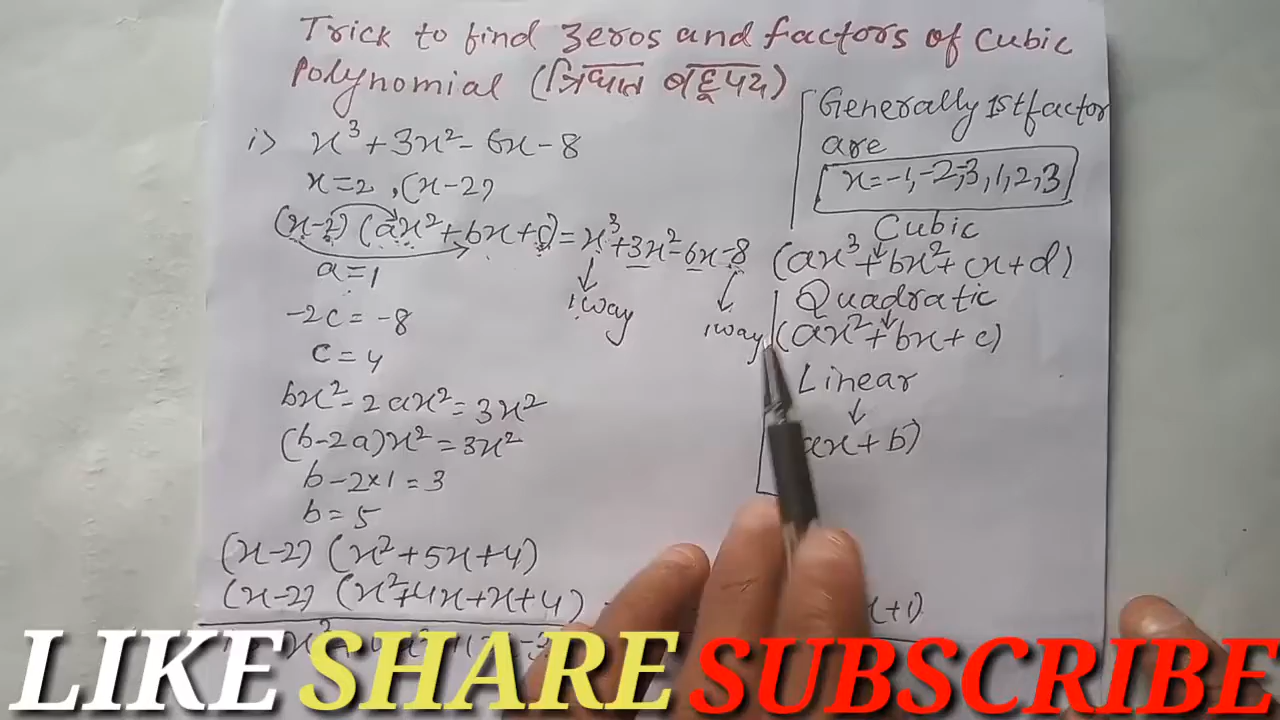 Trick to find zeros and factors of cubic
Polynomial (त्रिघात बहुपद)
i> x³ + 3x² - 6x - 8
x = 2 , (x-2)
(x-2) (ax² + bx + c) = x³ + 3x² - 6x - 8
a = 1
1 way
1 way
-2c = -8
c = 4
bx² - 2ax² = 3x²
(b-2a)x² = 3x²
b - 2×1 = 3
b = 5
(x-2) (x² + 5x + 4)
(x-2) (x² + 4x + x + 4)
x+1)
Generally 1st factor
are
x = -1, -2, -3, 1, 2, 3
Cubic
(ax³ + bx² + cx + d)
Quadratic
(ax² + bx + c)
Linear
ax + b)
LIKE SHARE SUBSCRIBE